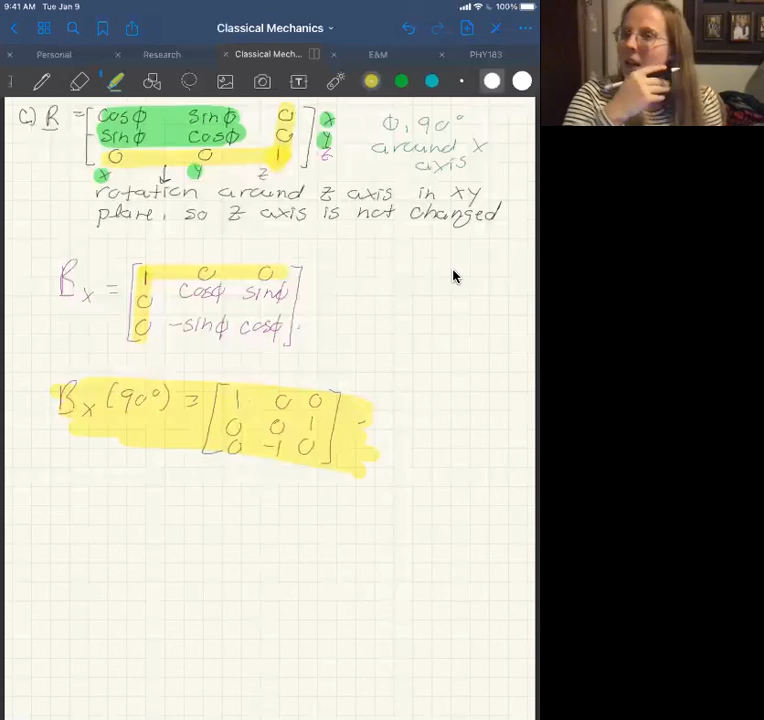 9:41 AM Tue Jan 9
100%
Classical Mechanics
Personal
Research
Classical Mech...
E&M
PHY183
c) R = [ cosφ sinφ 0 ] x
sinφ cosφ 0 y
0 0 1 z
x y z
φ, 90°
around x
axis
rotation around z axis in xy
plane, so z axis is not changed
Rx = [ 1 0 0
0 cosφ sinφ
0 -sinφ cosφ ]
Rx (90°) = [ 1 0 0
0 0 1
0 -1 0 ]